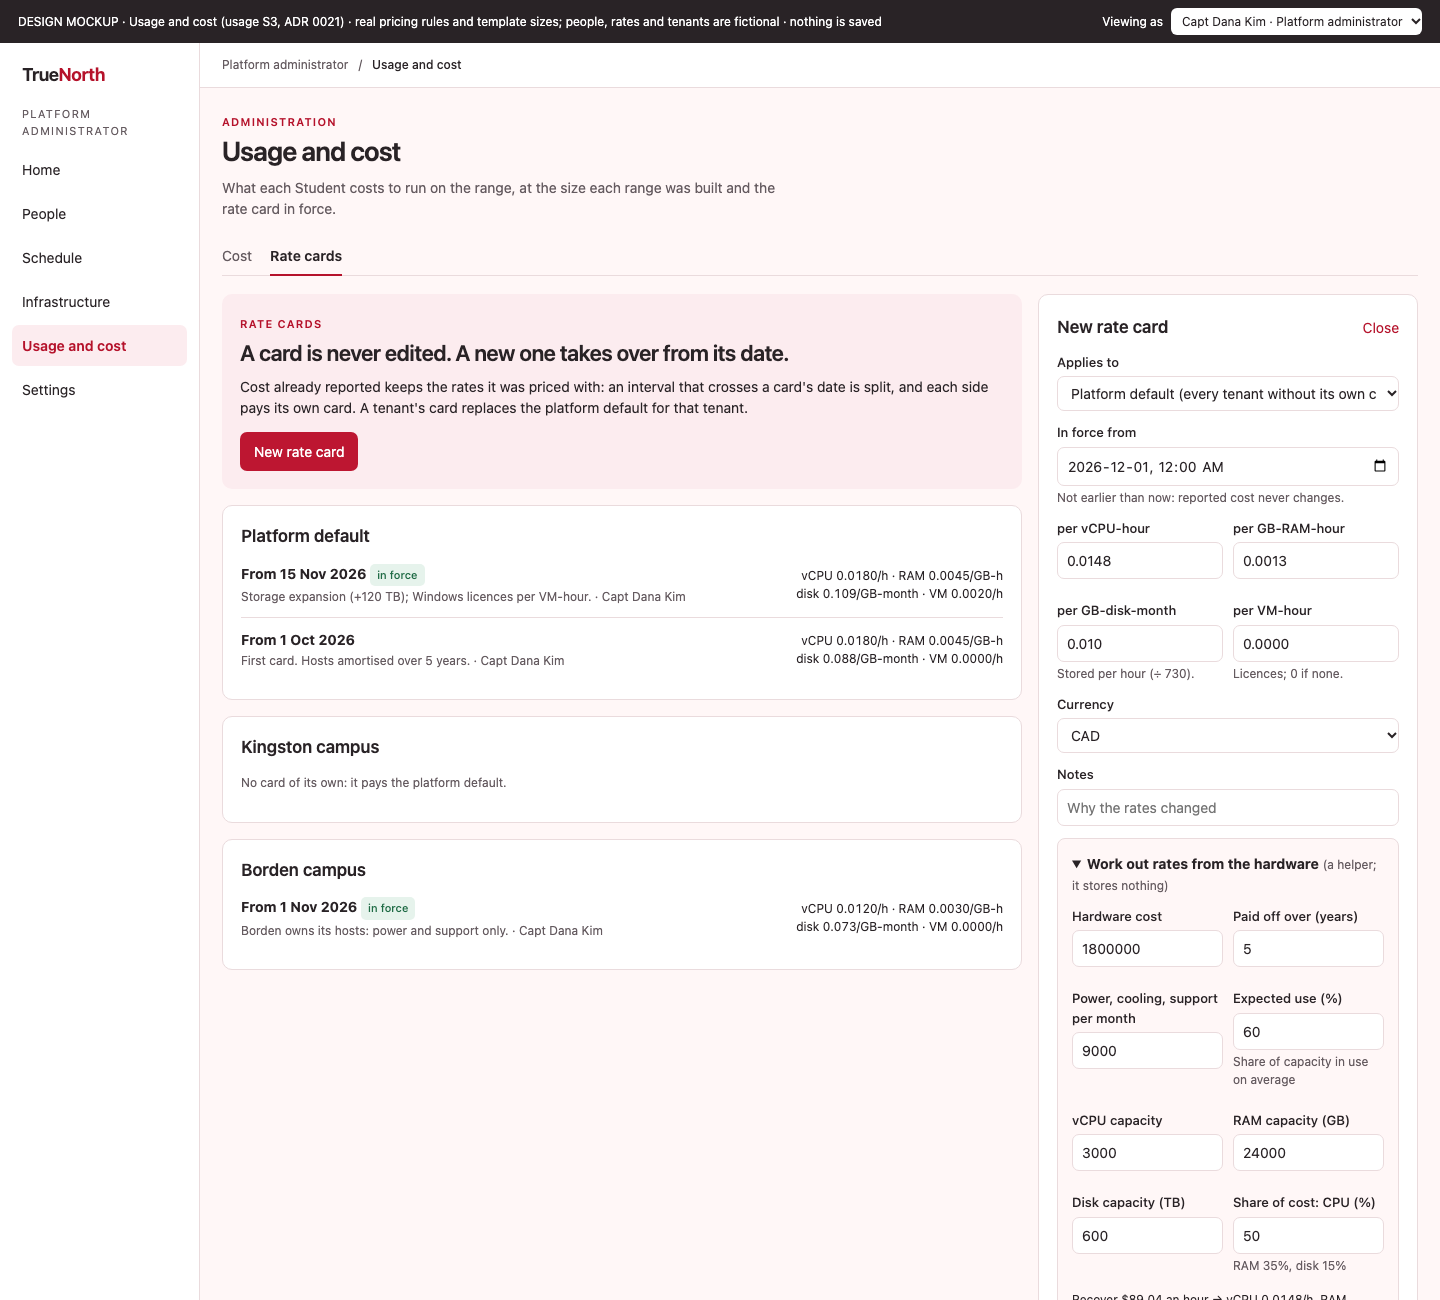 DESIGN MOCKUP · Usage and cost (usage S3, ADR 0021) · real pricing rules and template sizes; people, rates and tenants are fictional · nothing is saved
Viewing as
Capt Dana Kim · Platform administrator
TrueNorth
PLATFORM
ADMINISTRATOR
Home
People
Schedule
Infrastructure
Usage and cost
Settings
Platform administrator / Usage and cost
ADMINISTRATION
Usage and cost
What each Student costs to run on the range, at the size each range was built and the
rate card in force.
Cost
Rate cards
RATE CARDS
A card is never edited. A new one takes over from its date.
Cost already reported keeps the rates it was priced with: an interval that crosses a card's date is split, and each side
pays its own card. A tenant's card replaces the platform default for that tenant.
New rate card
Platform default
From 15 Nov 2026 in force
Storage expansion (+120 TB); Windows licences per VM-hour. · Capt Dana Kim
vCPU 0.0180/h · RAM 0.0045/GB-h
disk 0.109/GB-month · VM 0.0020/h
From 1 Oct 2026
First card. Hosts amortised over 5 years. · Capt Dana Kim
vCPU 0.0180/h · RAM 0.0045/GB-h
disk 0.088/GB-month · VM 0.0000/h
Kingston campus
No card of its own: it pays the platform default.
Borden campus
From 1 Nov 2026 in force
Borden owns its hosts: power and support only. · Capt Dana Kim
vCPU 0.0120/h · RAM 0.0030/GB-h
disk 0.073/GB-month · VM 0.0000/h
New rate card
Close
Applies to
Platform default (every tenant without its own c
In force from
2026-12-01, 12:00 AM
Not earlier than now: reported cost never changes.
per vCPU-hour
0.0148
per GB-RAM-hour
0.0013
per GB-disk-month
0.010
Stored per hour (÷ 730).
per VM-hour
0.0000
Licences; 0 if none.
Currency
CAD
Notes
Why the rates changed
▼ Work out rates from the hardware (a helper;
it stores nothing)
Hardware cost
1800000
Paid off over (years)
5
Power, cooling, support
per month
9000
Expected use (%)
60
Share of capacity in use
on average
vCPU capacity
3000
RAM capacity (GB)
24000
Disk capacity (TB)
600
Share of cost: CPU (%)
50
RAM 35%, disk 15%
Recover $89.04 an hour → vCPU 0.0148/h, RAM